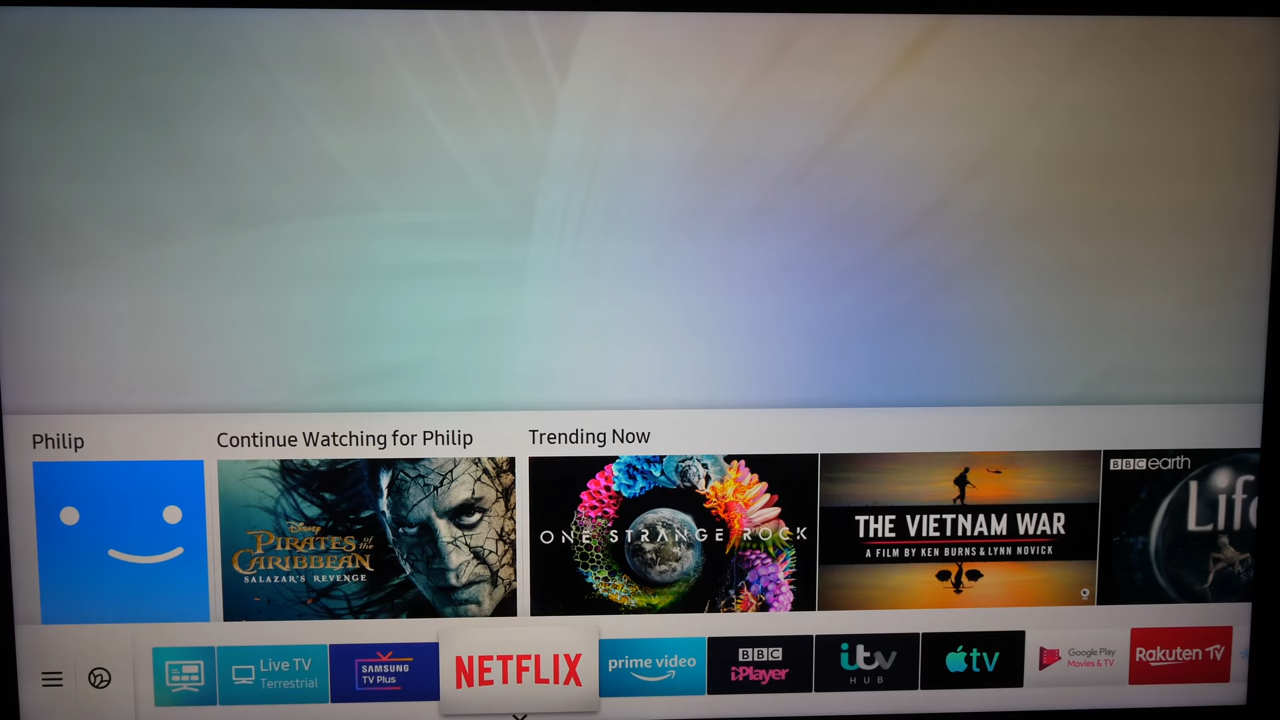 Philip
Continue Watching for Philip
Trending Now
Disney
PIRATES of the
CARIBBEAN
SALAZAR'S REVENGE
ONE STRANGE ROCK
THE VIETNAM WAR
A FILM BY KEN BURNS & LYNN NOVICK
BBC earth
Life
Live TV
Terrestrial
SAMSUNG
TV Plus
NETFLIX
prime video
BBC
iPlayer
itv
HUB
tv
Google Play
Movies & TV
Rakuten TV